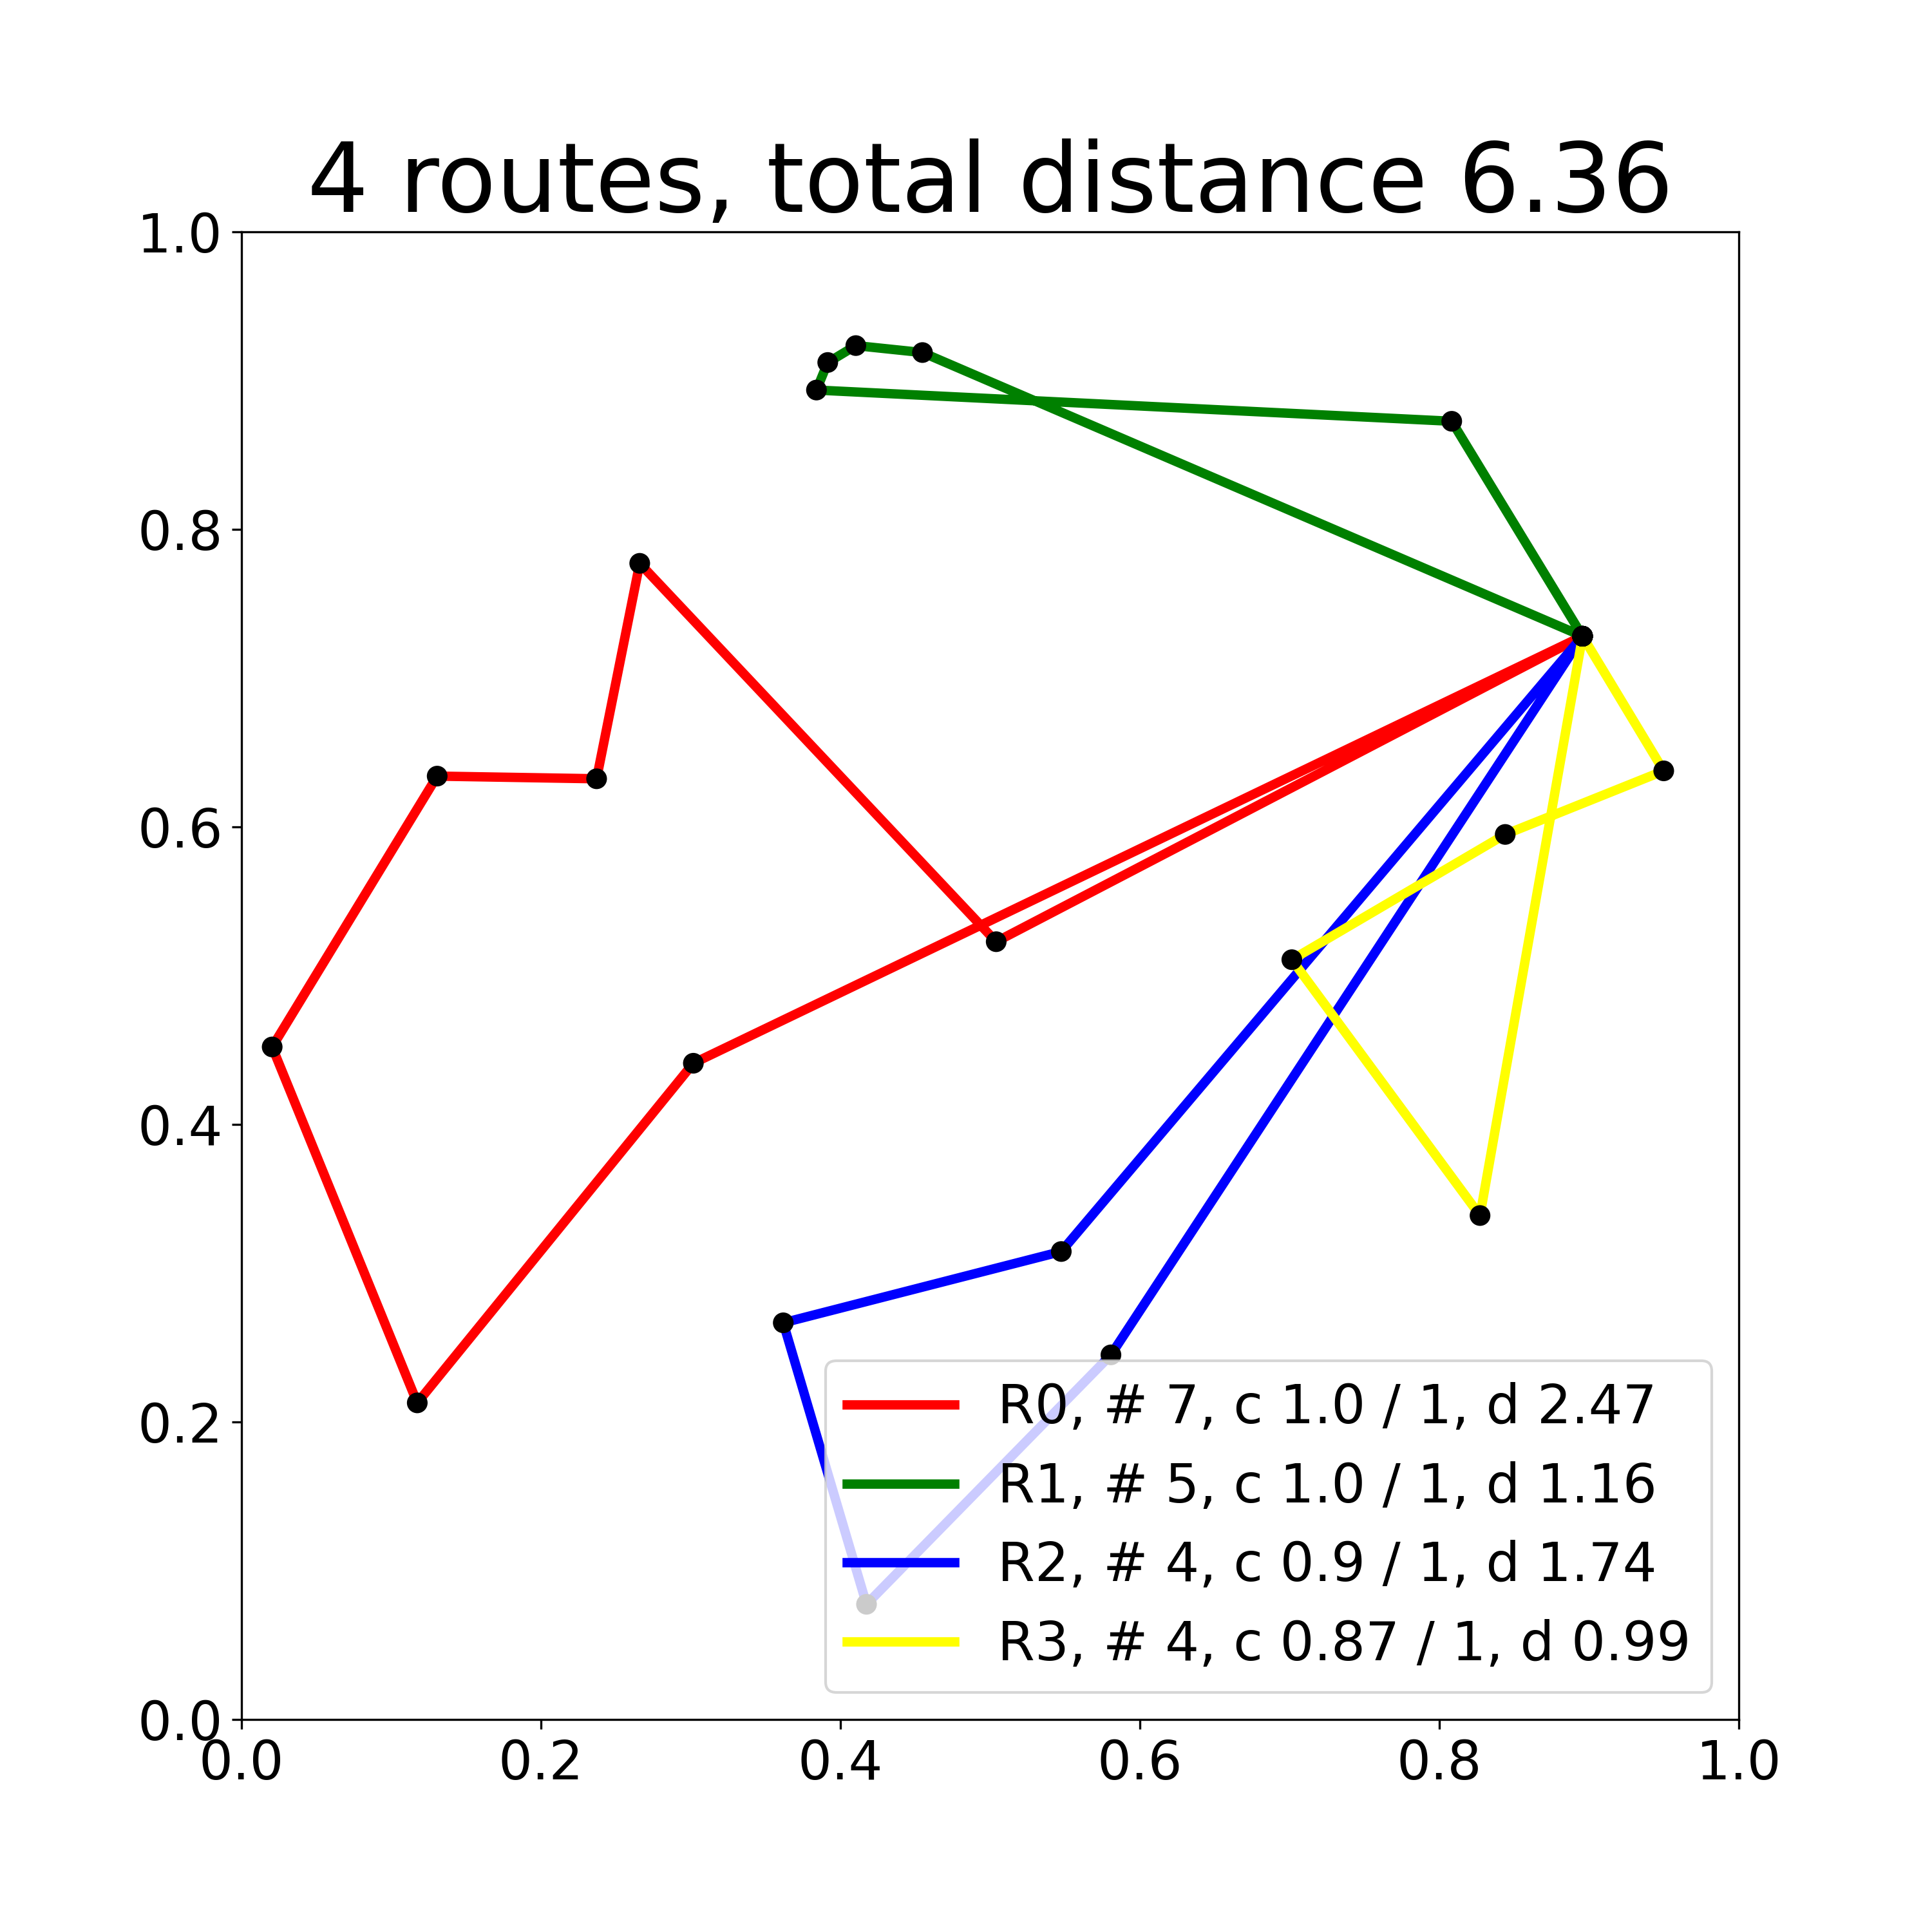 4 routes, total distance 6.36
1.0
0.8
0.6
0.4
0.2
0.0
0.0 0.2 0.4 0.6 0.8 1.0
R0, # 7, c 1.0 / 1, d 2.47
R1, # 5, c 1.0 / 1, d 1.16
R2, # 4, c 0.9 / 1, d 1.74
R3, # 4, c 0.87 / 1, d 0.99